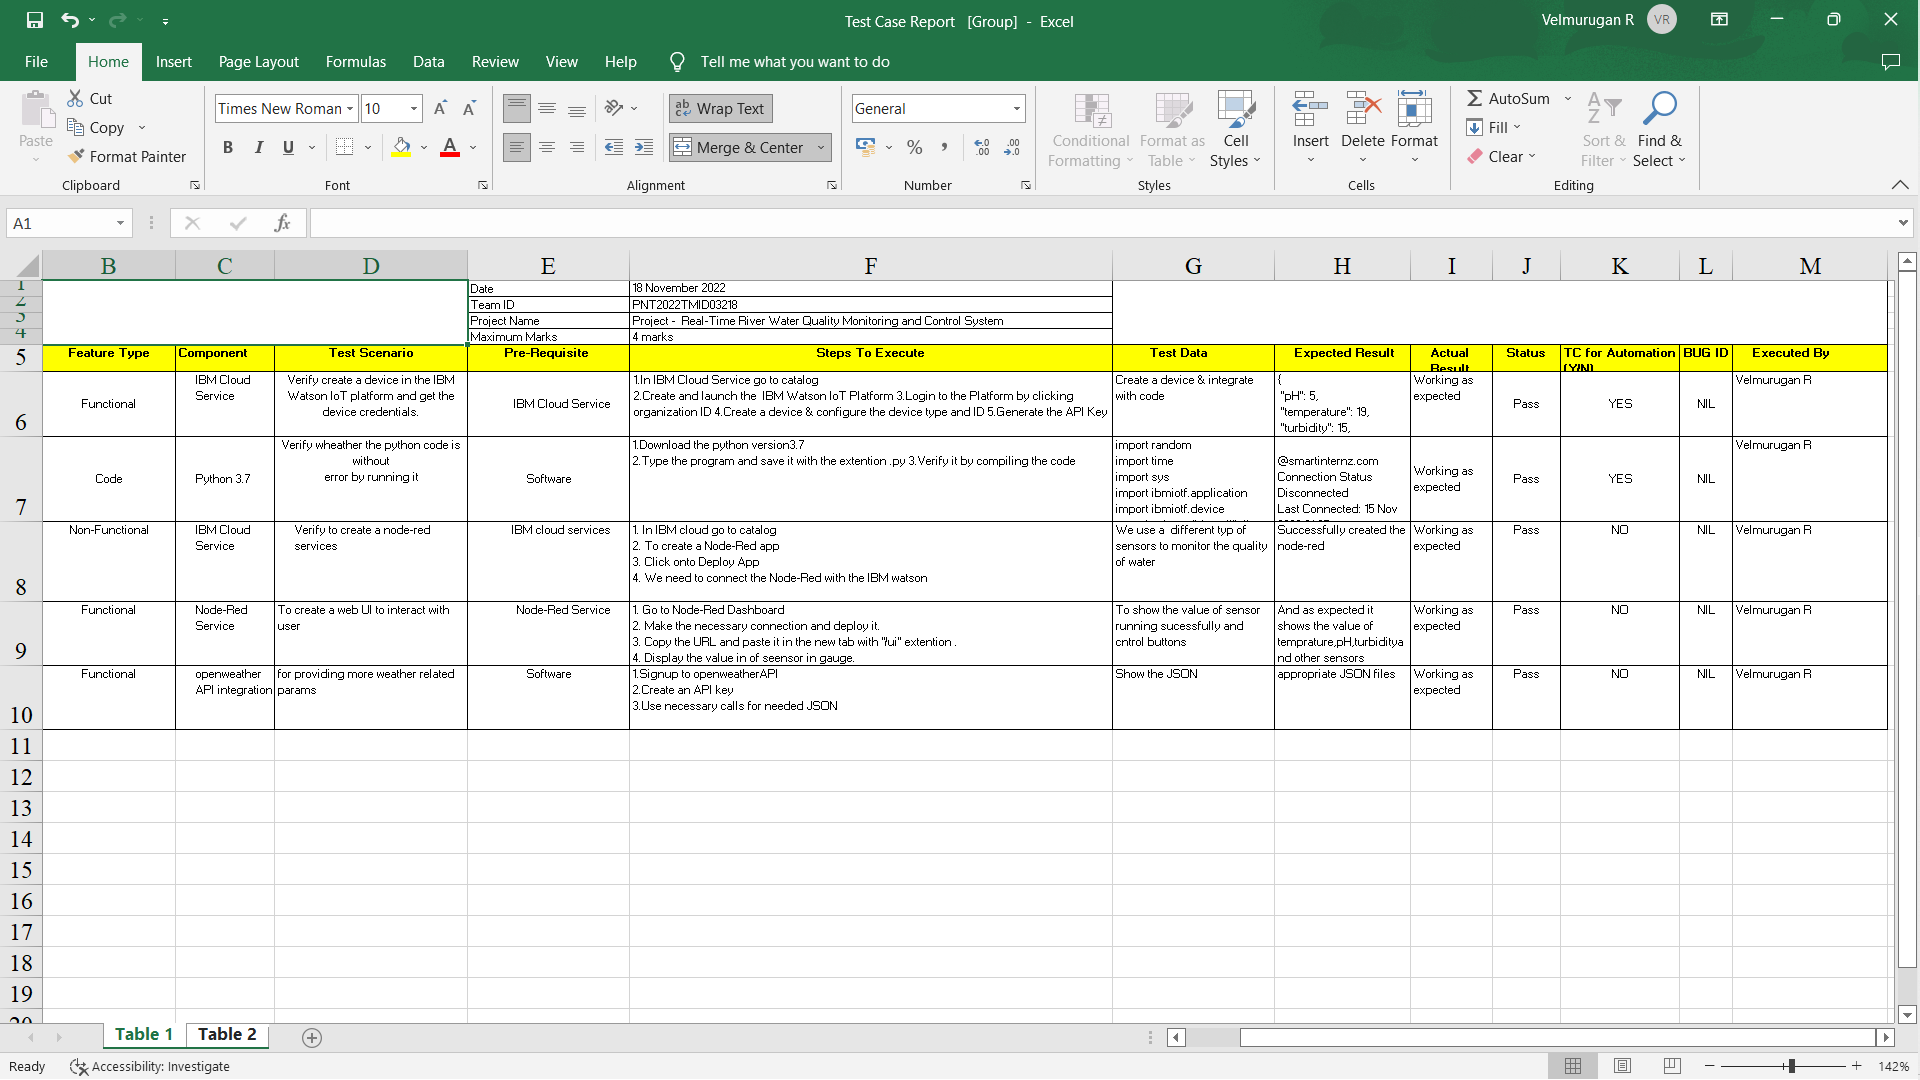 Test Case Report [Group] - Excel
Velmurugan R
VR
File Home Insert Page Layout Formulas Data Review View Help Tell me what you want to do
Paste
Cut
Copy
Format Painter
Clipboard
Times New Roman 10
B I U
Font
Wrap Text
Merge & Center
Alignment
General
Number
Conditional Formatting
Format as Table
Cell Styles
Styles
Insert Delete Format
Cells
AutoSum
Fill
Clear
Sort & Filter
Find & Select
Editing
A1
fx
B C D E F G H I J K L M
1 Date 18 November 2022
2 Team ID PNT2022TMID03218
3 Project Name Project - Real-Time River Water Quality Monitoring and Control System
4 Maximum Marks 4 marks
5 Feature Type Component Test Scenario Pre-Requisite Steps To Execute Test Data Expected Result Actual Result Status TC for Automation (Y/N) BUG ID Executed By
6
Functional
IBM Cloud
Service
Verify create a device in the IBM
Watson IoT platform and get the
device credentials.
IBM Cloud Service
1.In IBM Cloud Service go to catalog
2.Create and launch the IBM Watson IoT Platform 3.Login to the Platform by clicking
organization ID 4.Create a device & configure the device type and ID 5.Generate the API Key
Create a device & integrate
with code
{
"pH": 5,
"temperature": 19,
"turbidity": 15,
Working as
expected
Pass
YES
NIL
Velmurugan R
7
Code
Python 3.7
Verify wheather the python code is
without
error by running it
Software
1.Download the python version3.7
2.Type the program and save it with the extention .py 3.Verify it by compiling the code
import random
import time
import sys
import ibmiotf.application
import ibmiotf.device
@smartinternz.com
Connection Status
Disconnected
Last Connected: 15 Nov
Working as
expected
Pass
YES
NIL
Velmurugan R
8
Non-Functional
IBM Cloud
Service
Verify to create a node-red
services
IBM cloud services
1. In IBM cloud go to catalog
2. To create a Node-Red app
3. Click onto Deploy App
4. We need to connect the Node-Red with the IBM watson
We use a different typ of
sensors to monitor the quality
of water
Successfully created the
node-red
Working as
expected
Pass
NO
NIL
Velmurugan R
9
Functional
Node-Red
Service
To create a web UI to interact with
user
Node-Red Service
1. Go to Node-Red Dashboard
2. Make the necessary connection and deploy it.
3. Copy the URL and paste it in the new tab with "/ui" extention .
4. Display the value in of seensor in gauge.
To show the value of sensor
running sucessfully and
cntrol buttons
And as expected it
shows the value of
temprature,pH,turbiditya
nd other sensors
Working as
expected
Pass
NO
NIL
Velmurugan R
10
Functional
openweather
API integration
for providing more weather related
params
Software
1.Signup to openweatherAPI
2.Create an API key
3.Use necessary calls for needed JSON
Show the JSON
appropriate JSON files
Working as
expected
Pass
NO
NIL
Velmurugan R
11
12
13
14
15
16
17
18
19
20
Table 1 Table 2
Ready Accessibility: Investigate 142%